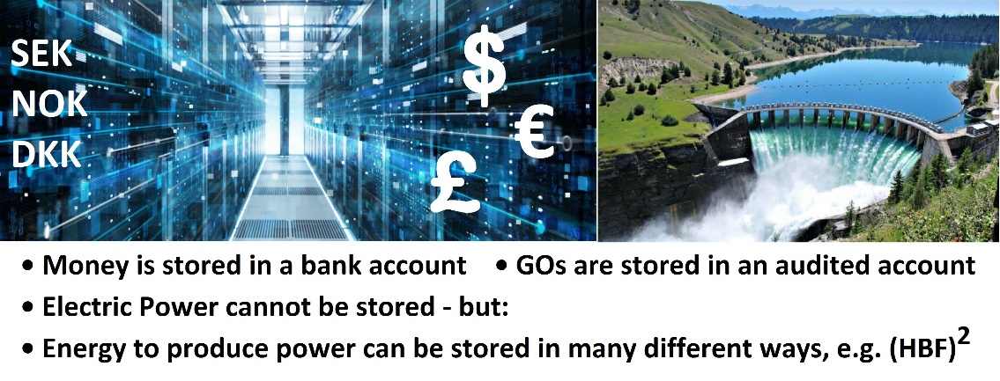 SEK
NOK
DKK
$
€
£
• Money is stored in a bank account • GOs are stored in an audited account
• Electric Power cannot be stored - but:
• Energy to produce power can be stored in many different ways, e.g. (HBF)²